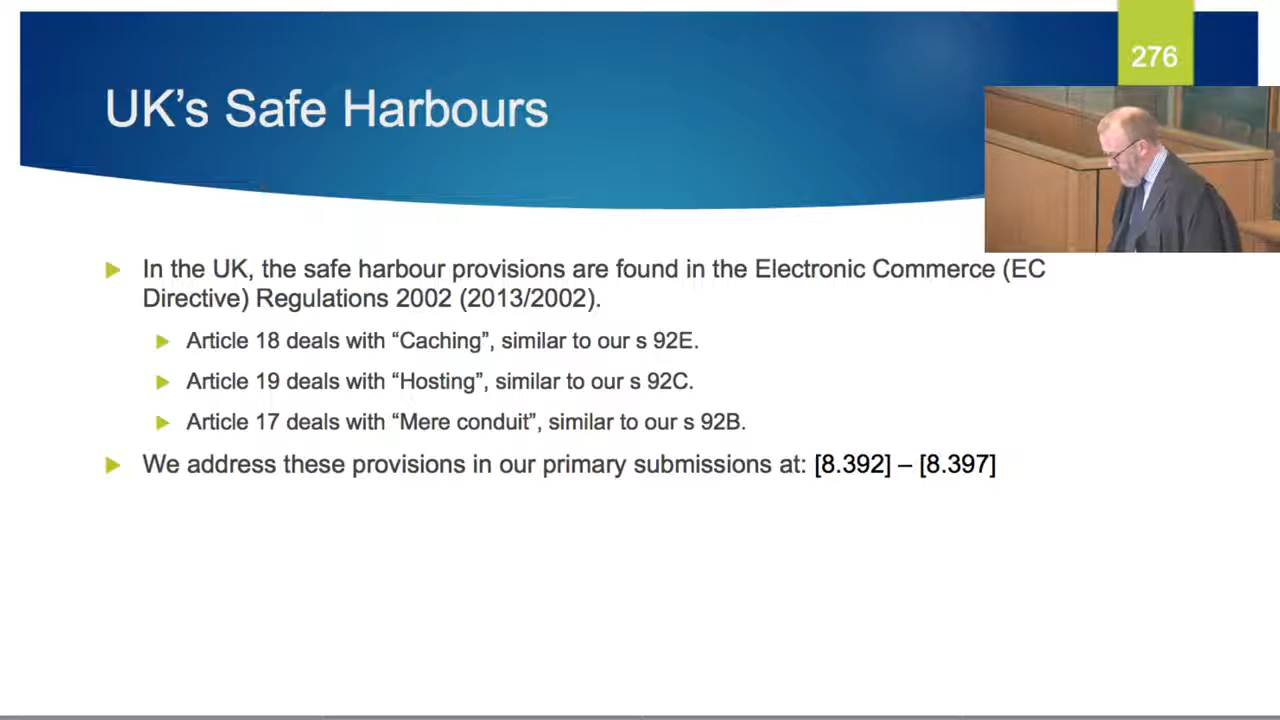 276
UK’s Safe Harbours
In the UK, the safe harbour provisions are found in the Electronic Commerce (EC
Directive) Regulations 2002 (2013/2002).
Article 18 deals with “Caching”, similar to our s 92E.
Article 19 deals with “Hosting”, similar to our s 92C.
Article 17 deals with “Mere conduit”, similar to our s 92B.
We address these provisions in our primary submissions at: [8.392] – [8.397]